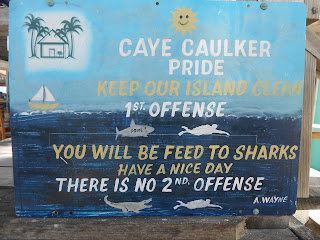 CAYE CAULKER
PRIDE
KEEP OUR ISLAND CLEAN
1ST. OFFENSE
YOU WILL BE FEED TO SHARKS
HAVE A NICE DAY
THERE IS NO 2ND. OFFENSE
A. WAYNE